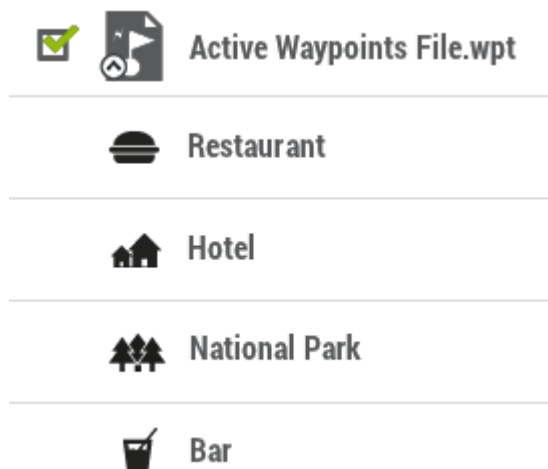 Active Waypoints File.wpt
Restaurant
Hotel
National Park
Bar